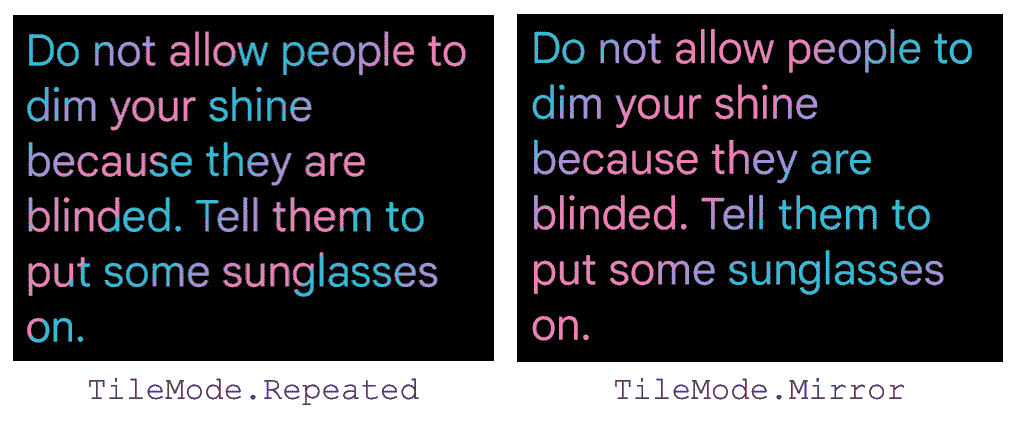 Do not allow people to
dim your shine
because they are
blinded. Tell them to
put some sunglasses
on.
TileMode.Repeated
Do not allow people to
dim your shine
because they are
blinded. Tell them to
put some sunglasses
on.
TileMode.Mirror